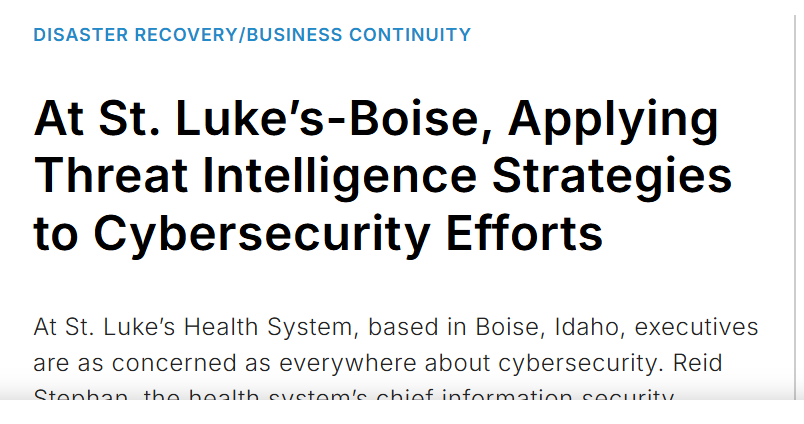 DISASTER RECOVERY/BUSINESS CONTINUITY
At St. Luke’s-Boise, Applying
Threat Intelligence Strategies
to Cybersecurity Efforts
At St. Luke’s Health System, based in Boise, Idaho, executives
are as concerned as everywhere about cybersecurity. Reid
Stephan, the health system’s chief information security